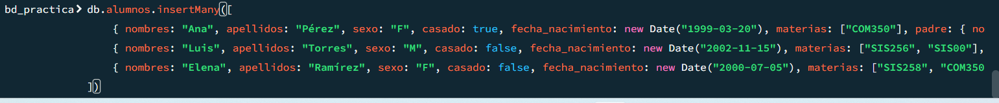 bd_practica> db.alumnos.insertMany([
{ nombres: "Ana", apellidos: "Pérez", sexo: "F", casado: true, fecha_nacimiento: new Date("1999-03-20"), materias: ["COM350"], padre: { no
{ nombres: "Luis", apellidos: "Torres", sexo: "M", casado: false, fecha_nacimiento: new Date("2002-11-15"), materias: ["SIS256", "SIS00"],
{ nombres: "Elena", apellidos: "Ramírez", sexo: "F", casado: false, fecha_nacimiento: new Date("2000-07-05"), materias: ["SIS258", "COM350
])